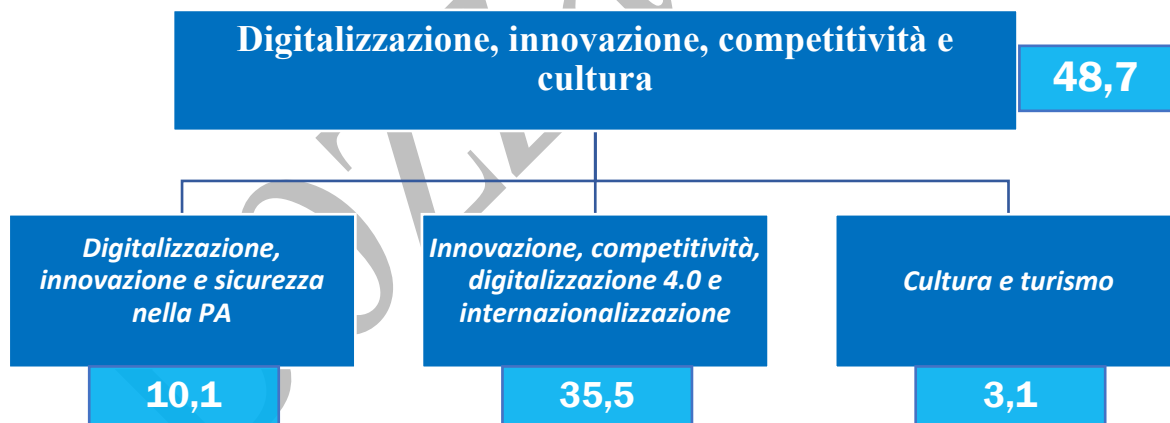 Digitalizzazione, innovazione, competitività e
cultura
48,7
Digitalizzazione,
innovazione e sicurezza
nella PA
10,1
Innovazione, competitività,
digitalizzazione 4.0 e
internazionalizzazione
35,5
Cultura e turismo
3,1